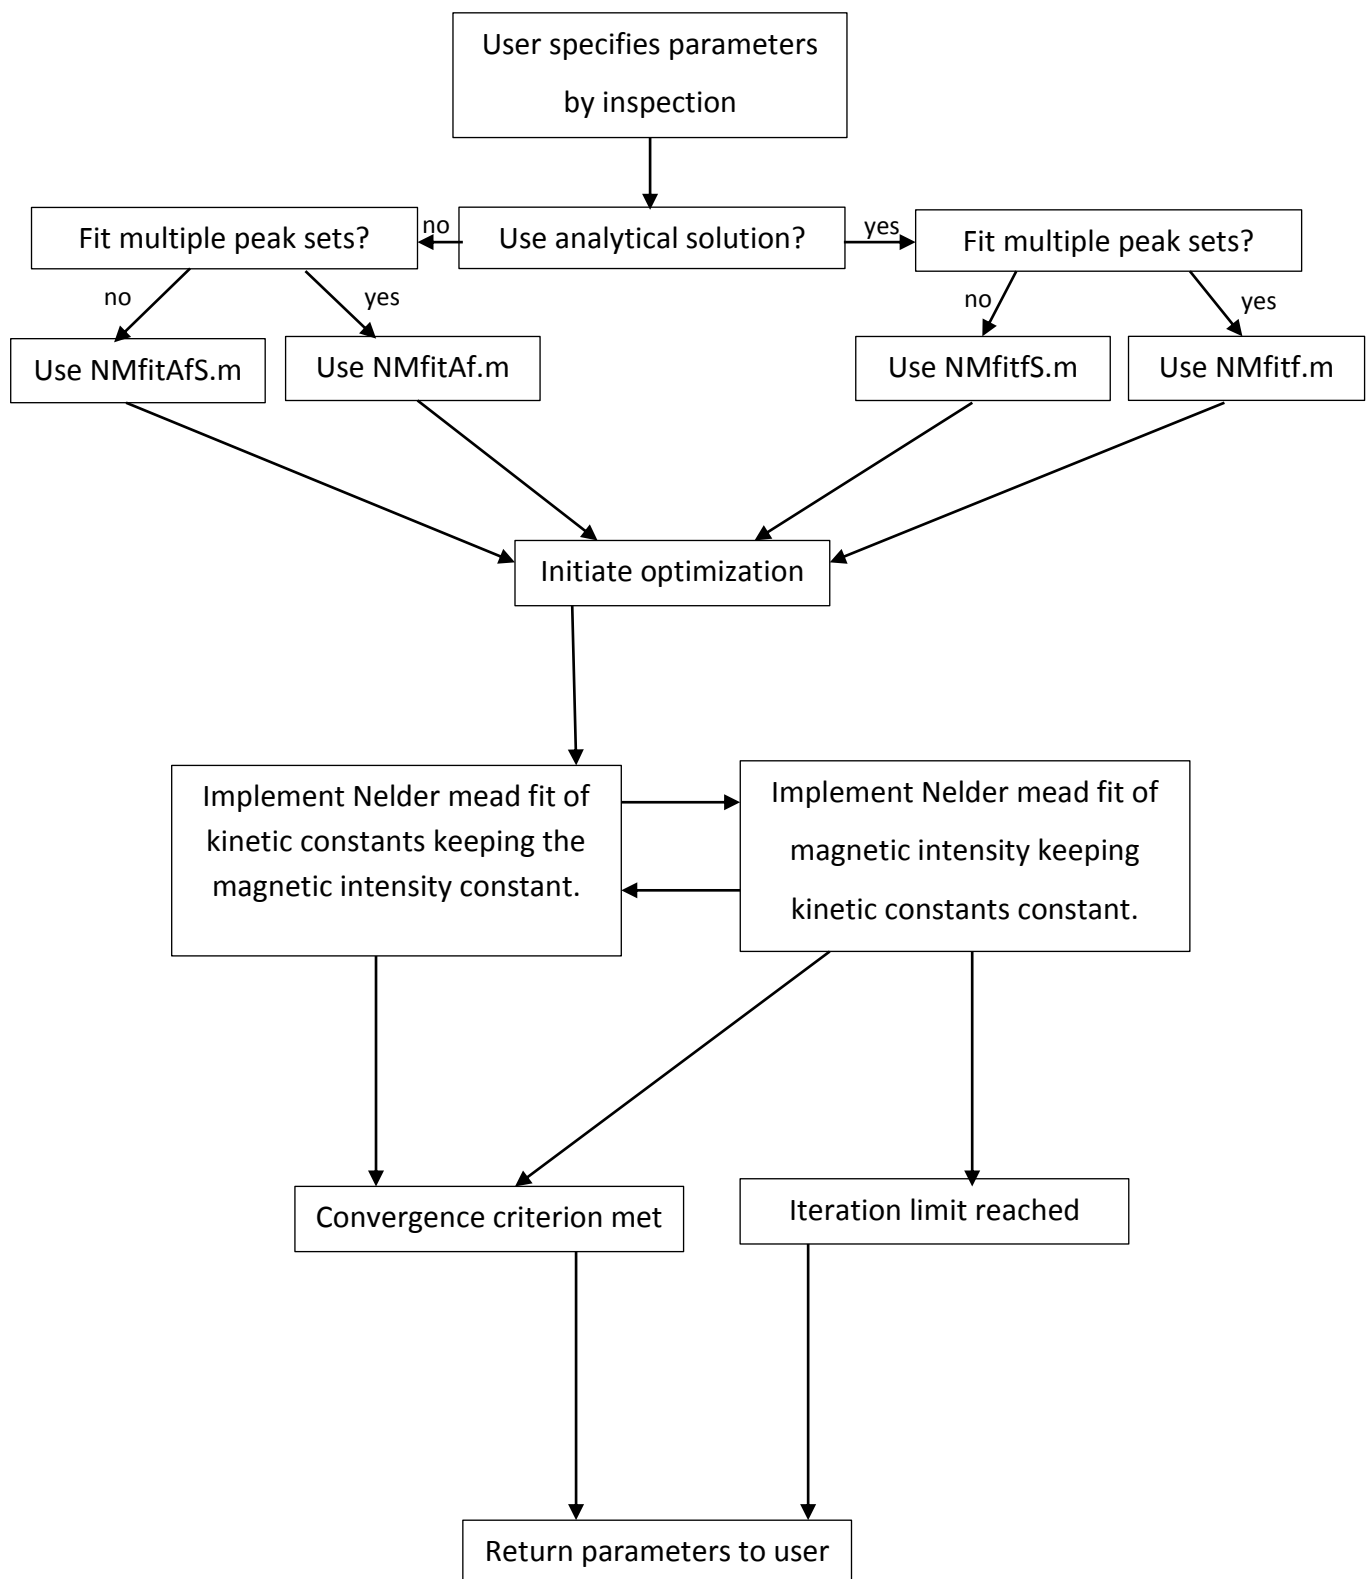 User specifies parameters
by inspection
no
yes
Fit multiple peak sets?
Use analytical solution?
Fit multiple peak sets?
no
yes
no
yes
Use NMfitAfS.m
Use NMfitAf.m
Use NMfitfS.m
Use NMfitf.m
Initiate optimization
Implement Nelder mead fit of
kinetic constants keeping the
magnetic intensity constant.
Implement Nelder mead fit of
magnetic intensity keeping
kinetic constants constant.
Convergence criterion met
Iteration limit reached
Return parameters to user